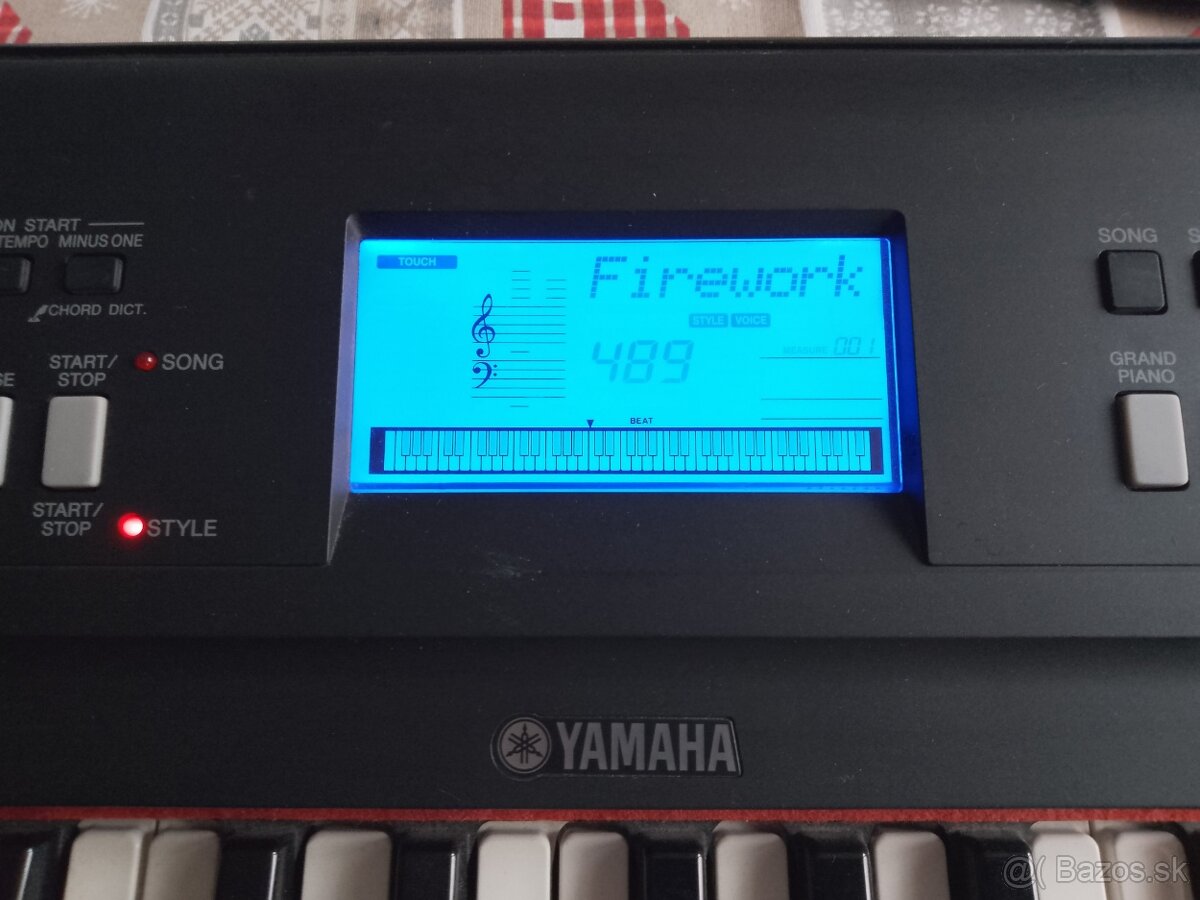 ON START
TEMPO MINUS ONE
CHORD DICT.
START/
STOP
SONG
SE
START/
STOP
STYLE
TOUCH
Firework
STYLE VOICE
489
MEASURE 001
BEAT
SONG
S
GRAND
PIANO
YAMAHA
@( Bazos.sk